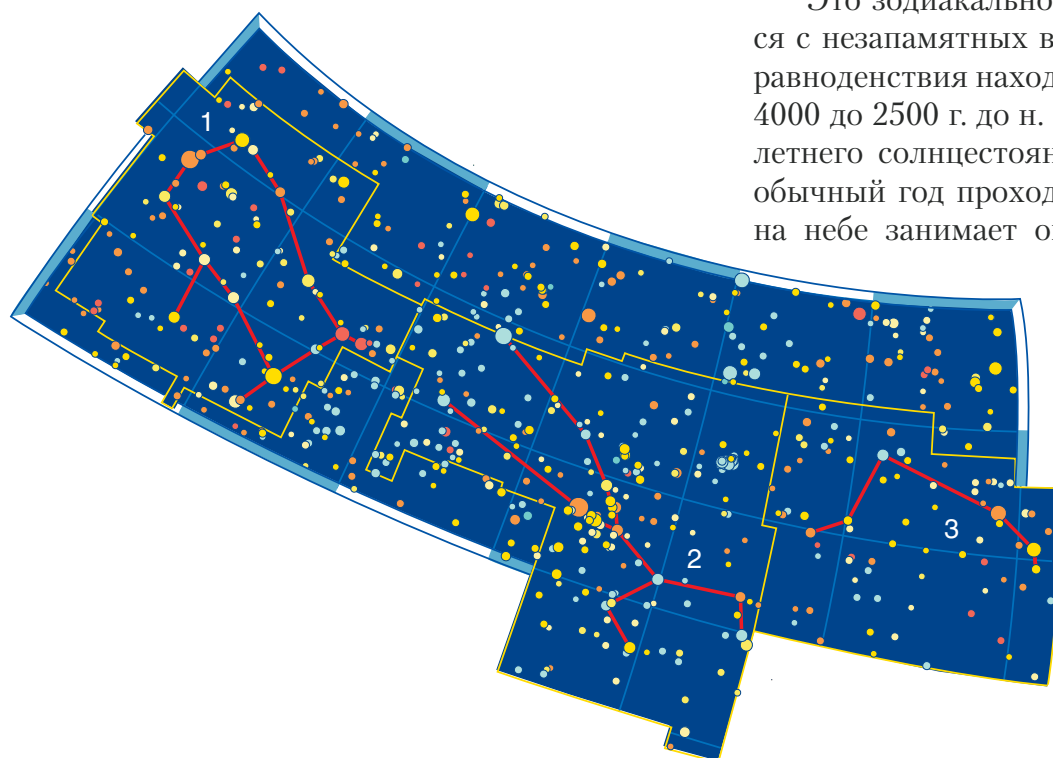 Это зодиакально
ся с незапамятных в
равноденствия наход
4000 до 2500 г. до н.
летнего солнцестоян
обычный год проход
на небе занимает о
1
2
3